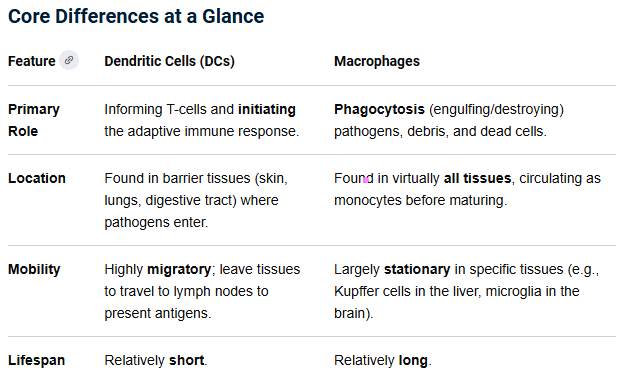 Core Differences at a Glance
Feature Dendritic Cells (DCs) Macrophages
Primary Informing T-cells and initiating Phagocytosis (engulfing/destroying)
Role the adaptive immune response. pathogens, debris, and dead cells.
Location Found in barrier tissues (skin, Found in virtually all tissues, circulating as
lungs, digestive tract) where monocytes before maturing.
pathogens enter.
Mobility Highly migratory; leave tissues Largely stationary in specific tissues (e.g.,
to travel to lymph nodes to Kupffer cells in the liver, microglia in the
present antigens. brain).
Lifespan Relatively short. Relatively long.